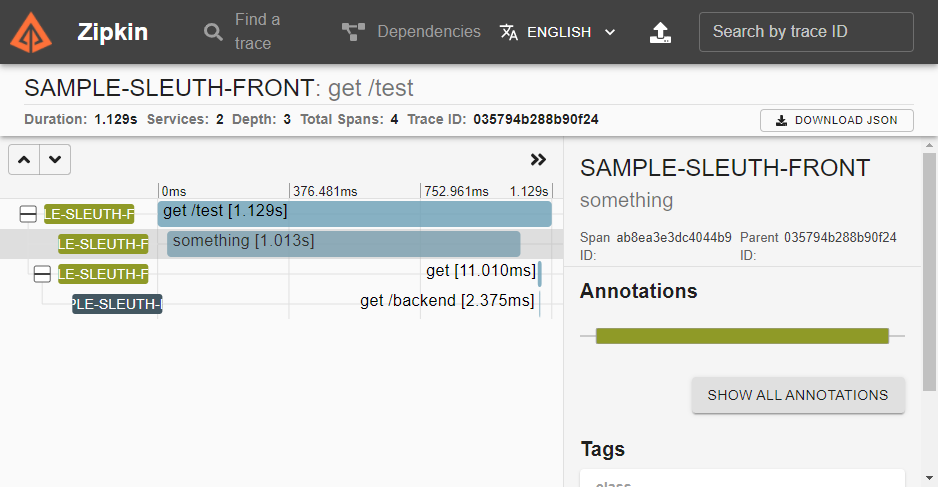 Zipkin
Find a
trace
Dependencies
ENGLISH
Search by trace ID
SAMPLE-SLEUTH-FRONT: get /test
Duration: 1.129s Services: 2 Depth: 3 Total Spans: 4 Trace ID: 035794b288b90f24
DOWNLOAD JSON
0ms 376.481ms 752.961ms 1.129s
LE-SLEUTH-F get /test [1.129s]
LE-SLEUTH-F something [1.013s]
LE-SLEUTH-F get [11.010ms]
PLE-SLEUTH- get /backend [2.375ms]
SAMPLE-SLEUTH-FRONT
something
Span ab8ea3e3dc4044b9 Parent 035794b288b90f24
ID: ID:
Annotations
SHOW ALL ANNOTATIONS
Tags
class